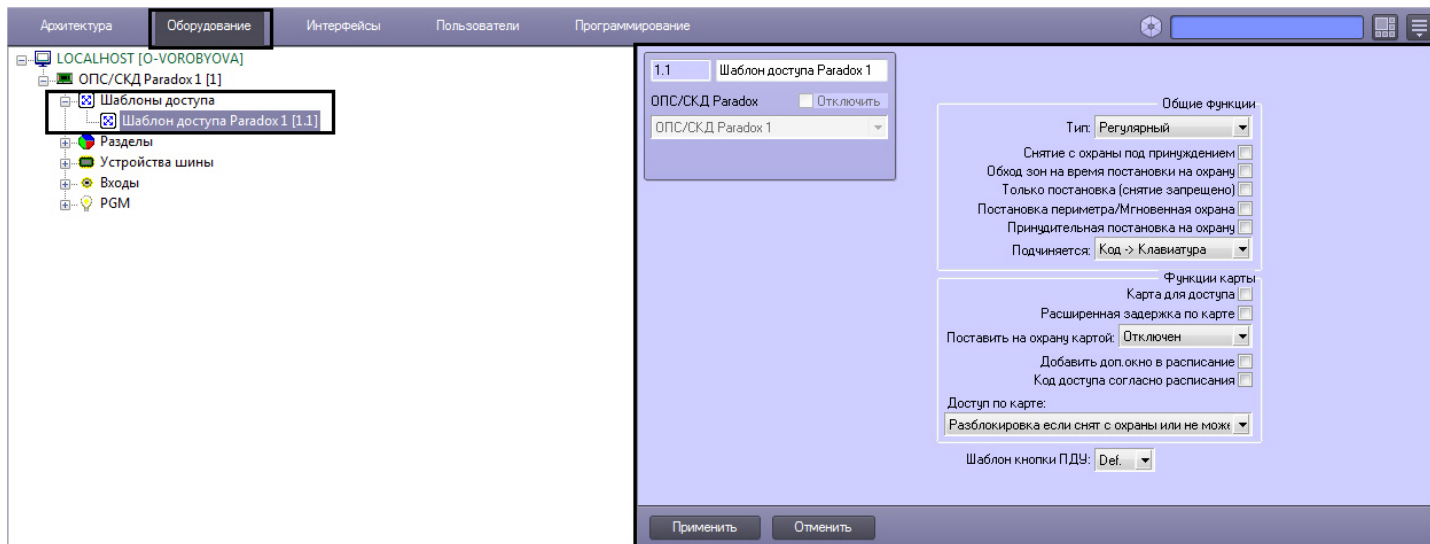 Архитектура Оборудование Интерфейсы Пользователи Программирование
LOCALHOST [O-VOROBYOVA]
ОПС/СКД Paradox 1 [1]
Шаблоны доступа
Шаблон доступа Paradox 1 [1.1]
Разделы
Устройства шины
Входы
PGM
1.1 Шаблон доступа Paradox 1
ОПС/СКД Paradox Отключить
ОПС/СКД Paradox 1
Общие функции
Тип: Регулярный
Снятие с охраны под принуждением
Обход зон на время постановки на охрану
Только постановка (снятие запрещено)
Постановка периметра/Мгновенная охрана
Принудительная постановка на охрану
Подчиняется: Код -> Клавиатура
Функции карты
Карта для доступа
Расширенная задержка по карте
Поставить на охрану картой: Отключен
Добавить доп.окно в расписание
Код доступа согласно расписания
Доступ по карте:
Разблокировка если снят с охраны или не може
Шаблон кнопки ПДУ: Def.
Применить Отменить